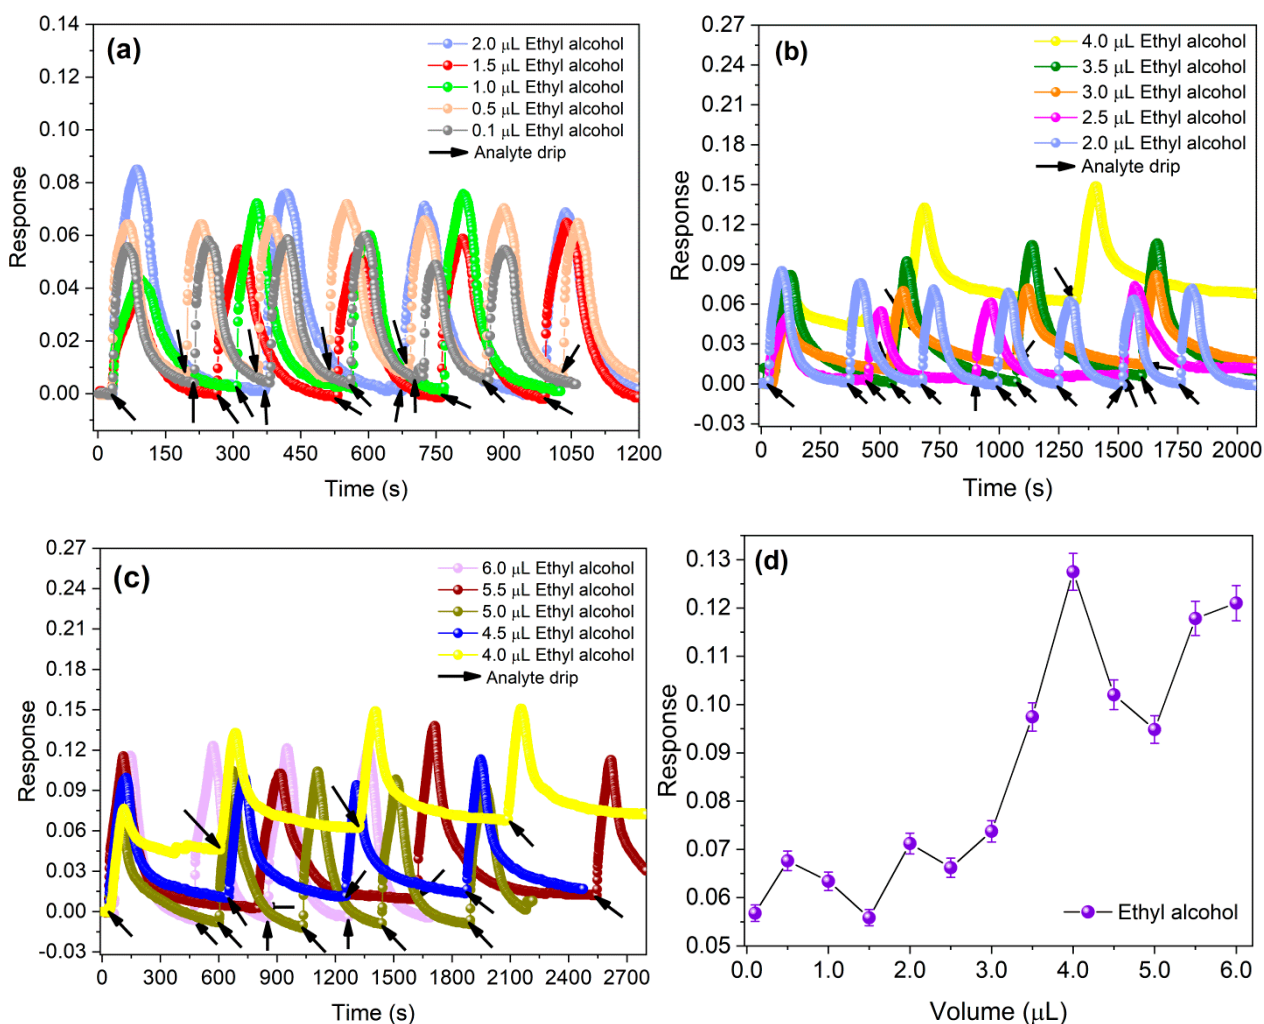 (a)
2.0 μL Ethyl alcohol
1.5 μL Ethyl alcohol
1.0 μL Ethyl alcohol
0.5 μL Ethyl alcohol
0.1 μL Ethyl alcohol
Analyte drip
0.14
0.12
0.10
0.08
0.06
0.04
0.02
0.00
Response
0 150 300 450 600 750 900 1050 1200
Time (s)
(b)
4.0 μL Ethyl alcohol
3.5 μL Ethyl alcohol
3.0 μL Ethyl alcohol
2.5 μL Ethyl alcohol
2.0 μL Ethyl alcohol
Analyte drip
0.27
0.24
0.21
0.18
0.15
0.12
0.09
0.06
0.03
0.00
-0.03
Response
0 250 500 750 1000 1250 1500 1750 2000
Time (s)
(c)
6.0 μL Ethyl alcohol
5.5 μL Ethyl alcohol
5.0 μL Ethyl alcohol
4.5 μL Ethyl alcohol
4.0 μL Ethyl alcohol
Analyte drip
0.27
0.24
0.21
0.18
0.15
0.12
0.09
0.06
0.03
0.00
-0.03
Response
0 300 600 900 1200 1500 1800 2100 2400 2700
Time (s)
(d)
0.13
0.12
0.11
0.10
0.09
0.08
0.07
0.06
0.05
Response
Ethyl alcohol
0.0 1.0 2.0 3.0 4.0 5.0 6.0
Volume (μL)